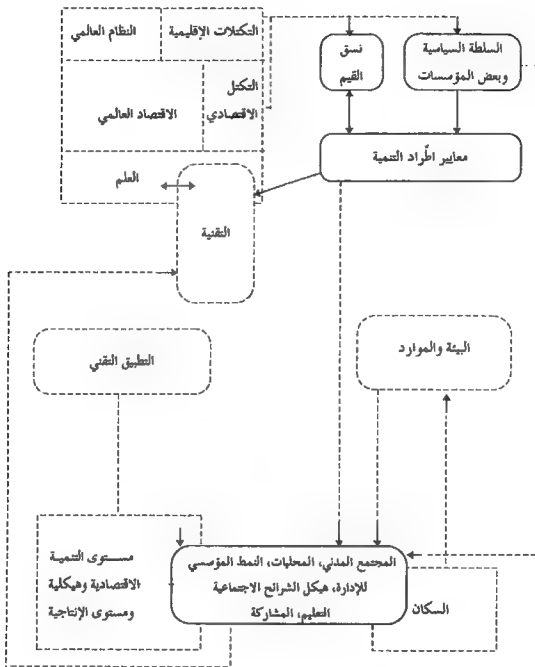 السلطة السياسية
وبعض المؤسسات
نسق
القيم
التكتلات الإقليمية
النظام العالمي
التكتل
الاقتصادي
الاقتصاد العالمي
معايير اطّراد التنمية
العلم
التقنية
البيئة والموارد
التطبيق التقني
المجتمع المدني، المحليات، النمط المؤسسي
للإدارة، هيكل الشرائح الاجتماعية
التعليم، المشاركة
مستوى التنمية
الاقتصادية وهيكلية
ومستوى الإنتاجية
السكان